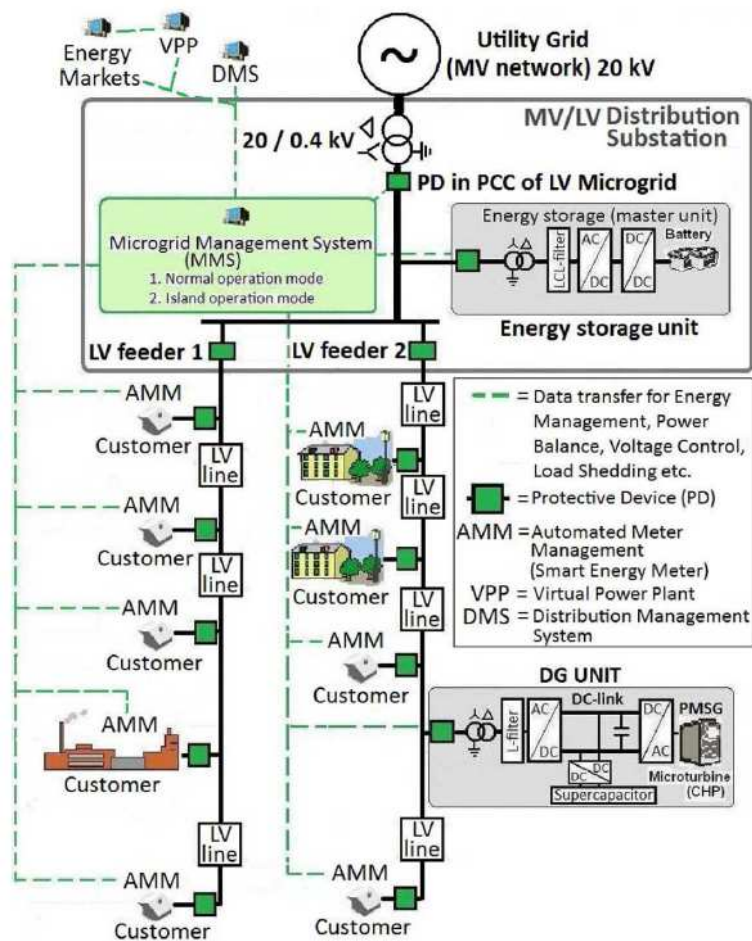 Energy
Markets
VPP
DMS
Utility Grid
(MV network) 20 kV
MV/LV Distribution
Substation
20 / 0.4 kV
PD in PCC of LV Microgrid
Microgrid Management System
(MMS)
1. Normal operation mode
2. Island operation mode
Energy storage (master unit)
LCL-filter
AC
DC
DC
DC
Battery
Energy storage unit
LV feeder 1
LV feeder 2
AMM
Customer
LV
line
AMM
Customer
LV
line
AMM
Customer
AMM
Customer
LV
line
AMM
Customer
LV
line
AMM
Customer
LV
line
AMM
Customer
LV
line
AMM
Customer
LV
line
AMM
Customer
= Data transfer for Energy
Management, Power
Balance, Voltage Control,
Load Shedding etc.
= Protective Device (PD)
AMM = Automated Meter
Management
(Smart Energy Meter)
VPP = Virtual Power Plant
DMS = Distribution Management
System
DG UNIT
L-filter
AC
DC
DC-link
DC
DC
Supercapacitor
DC
AC
PMSG
Microturbine
(CHP)